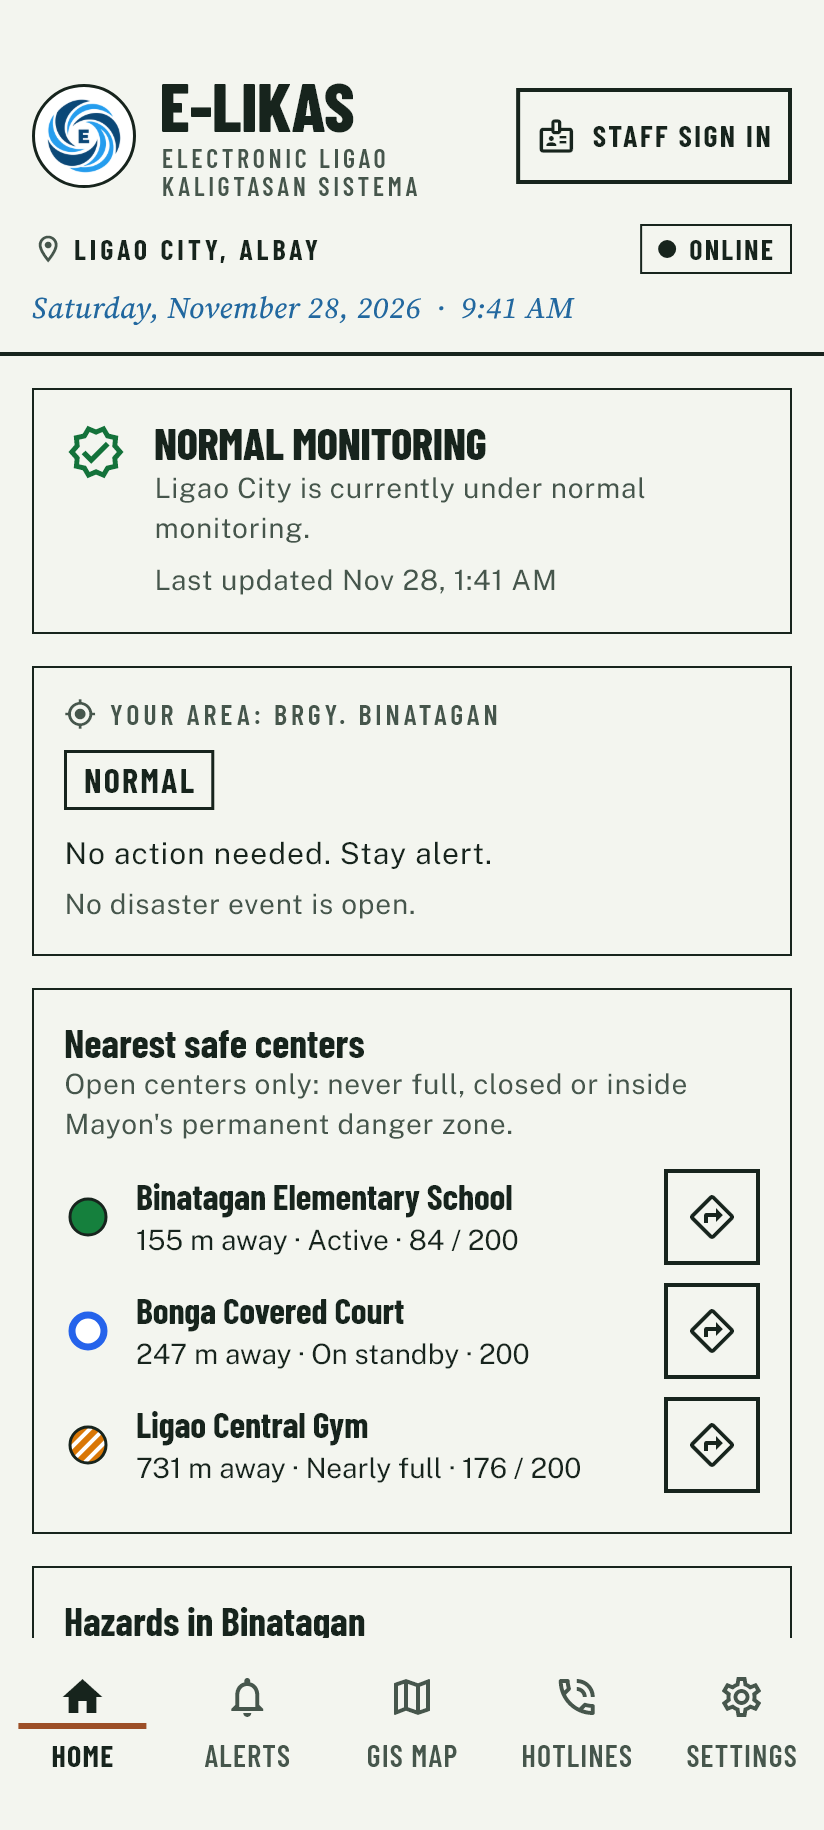 E
E-LIKAS
ELECTRONIC LIGAO
KALIGTASAN SISTEMA
STAFF SIGN IN
LIGAO CITY, ALBAY
ONLINE
Saturday, November 28, 2026 · 9:41 AM
NORMAL MONITORING
Ligao City is currently under normal
monitoring.
Last updated Nov 28, 1:41 AM
YOUR AREA: BRGY. BINATAGAN
NORMAL
No action needed. Stay alert.
No disaster event is open.
Nearest safe centers
Open centers only: never full, closed or inside
Mayon's permanent danger zone.
Binatagan Elementary School
155 m away · Active · 84 / 200
Bonga Covered Court
247 m away · On standby · 200
Ligao Central Gym
731 m away · Nearly full · 176 / 200
Hazards in Binatagan
HOME
ALERTS
GIS MAP
HOTLINES
SETTINGS